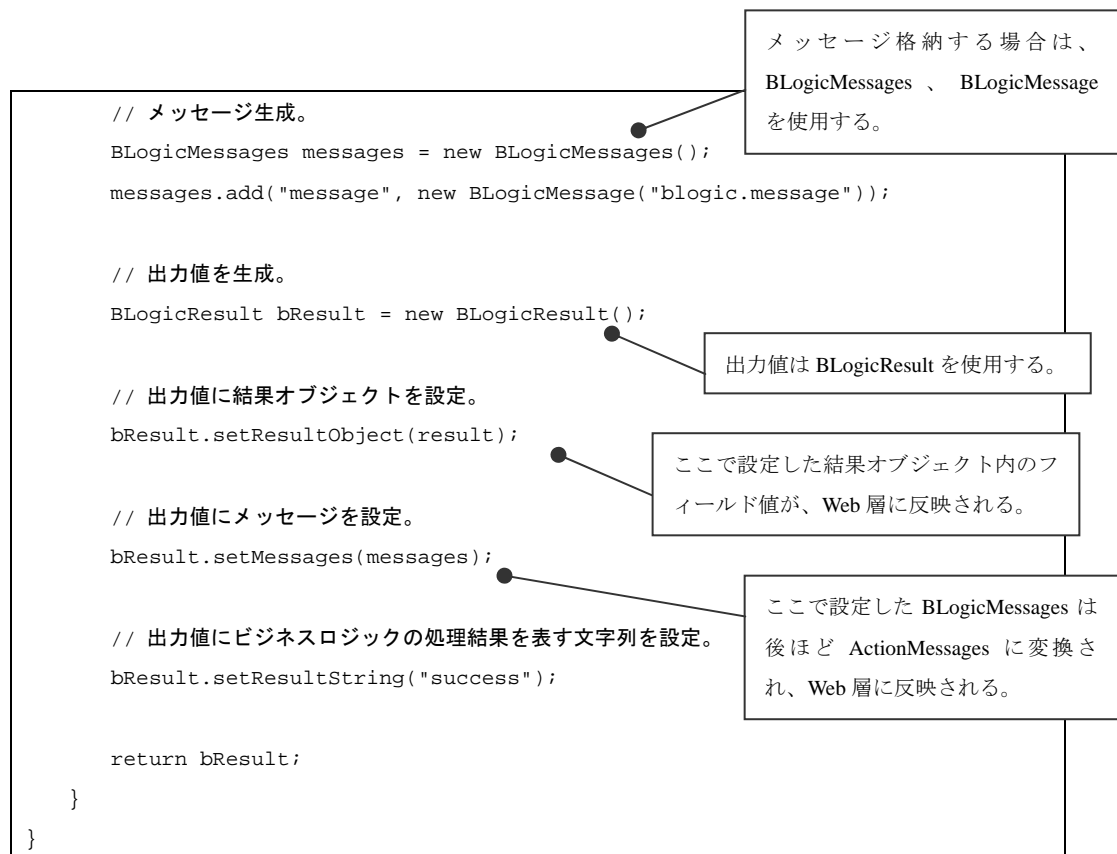 メッセージ格納する場合は、
BLogicMessages 、 BLogicMessage
を使用する。
// メッセージ生成。
BLogicMessages messages = new BLogicMessages();
messages.add("message", new BLogicMessage("blogic.message"));
// 出力値を生成。
BLogicResult bResult = new BLogicResult();
出力値は BLogicResult を使用する。
// 出力値に結果オブジェクトを設定。
bResult.setResultObject(result);
ここで設定した結果オブジェクト内のフ
ィールド値が、Web 層に反映される。
// 出力値にメッセージを設定。
bResult.setMessages(messages);
ここで設定した BLogicMessages は
後ほど ActionMessages に変換さ
れ、Web 層に反映される。
// 出力値にビジネスロジックの処理結果を表す文字列を設定。
bResult.setResultString("success");
return bResult;
}
}